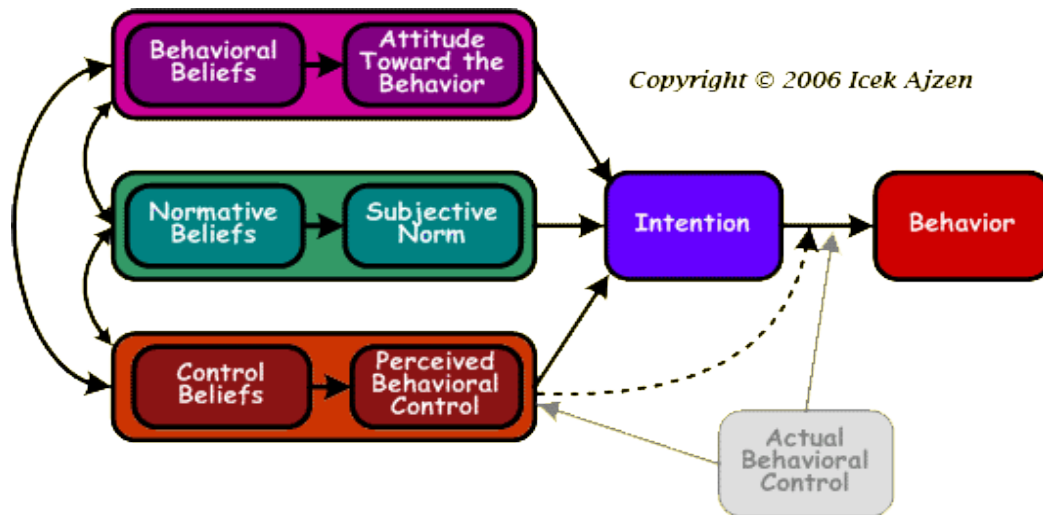 Behavioral
Beliefs
Attitude
Toward the
Behavior
Copyright © 2006 Icek Ajzen
Normative
Beliefs
Subjective
Norm
Intention
Behavior
Control
Beliefs
Perceived
Behavioral
Control
Actual
Behavioral
Control